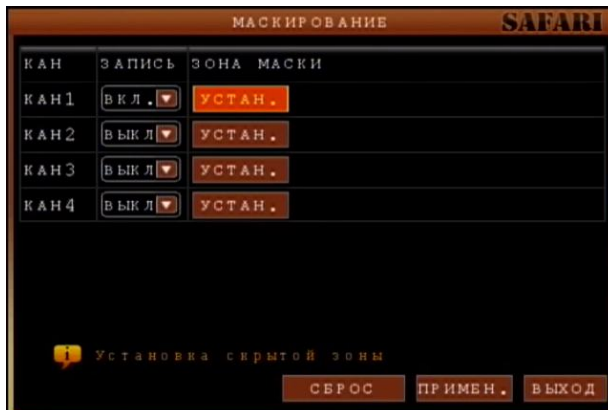 МАСКИРОВАНИЕ SAFARI
КАН ЗАПИСЬ ЗОНА МАСКИ
КАН1 ВКЛ. УСТАН.
КАН2 ВЫКЛ УСТАН.
КАН3 ВЫКЛ УСТАН.
КАН4 ВЫКЛ УСТАН.
Установка скрытой зоны
СБРОС ПРИМЕН. ВЫХОД